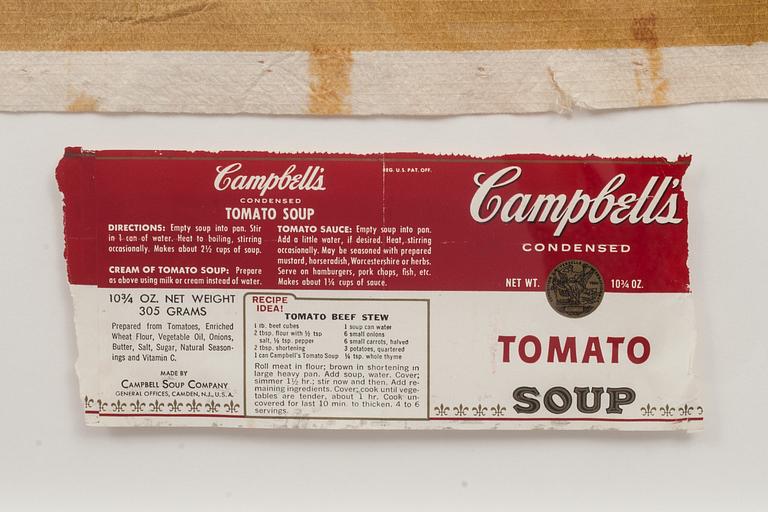 Campbell's
CONDENSED
TOMATO SOUP
DIRECTIONS: Empty soup into pan. Stir
in 1 can of water. Heat to boiling, stirring
occasionally. Makes about 2½ cups of soup.
CREAM OF TOMATO SOUP: Prepare
as above using milk or cream instead of water.
REG. U.S. PAT. OFF.
TOMATO SAUCE: Empty soup into pan.
Add a little water, if desired. Heat, stirring
occasionally. May be seasoned with prepared
mustard, horseradish, Worcestershire or herbs.
Serve on hamburgers, pork chops, fish, etc.
Makes about 1¼ cups of sauce.
10¾ OZ. NET WEIGHT
305 GRAMS
Prepared from Tomatoes, Enriched
Wheat Flour, Vegetable Oil, Onions,
Butter, Salt, Sugar, Natural Season-
ings and Vitamin C.
MADE BY
CAMPBELL SOUP COMPANY
GENERAL OFFICES, CAMDEN, N.J., U.S.A.
RECIPE
IDEA!
TOMATO BEEF STEW
1 lb. beef cubes
2 tbsp. flour with ½ tsp
salt, ⅛ tsp. pepper
2 tbsp. shortening
1 can Campbell's Tomato Soup
1 soup can water
6 small onions
6 small carrots, halved
3 potatoes, quartered
¼ tsp. whole thyme
Roll meat in flour; brown in shortening in
large heavy pan. Add soup, water. Cover;
simmer 1½ hr.; stir now and then. Add re-
maining ingredients. Cover; cook until vege-
tables are tender, about 1 hr. Cook un-
covered for last 10 min. to thicken. 4 to 6
servings.
Campbell's
CONDENSED
NET WT. 10¾ OZ.
TOMATO
SOUP